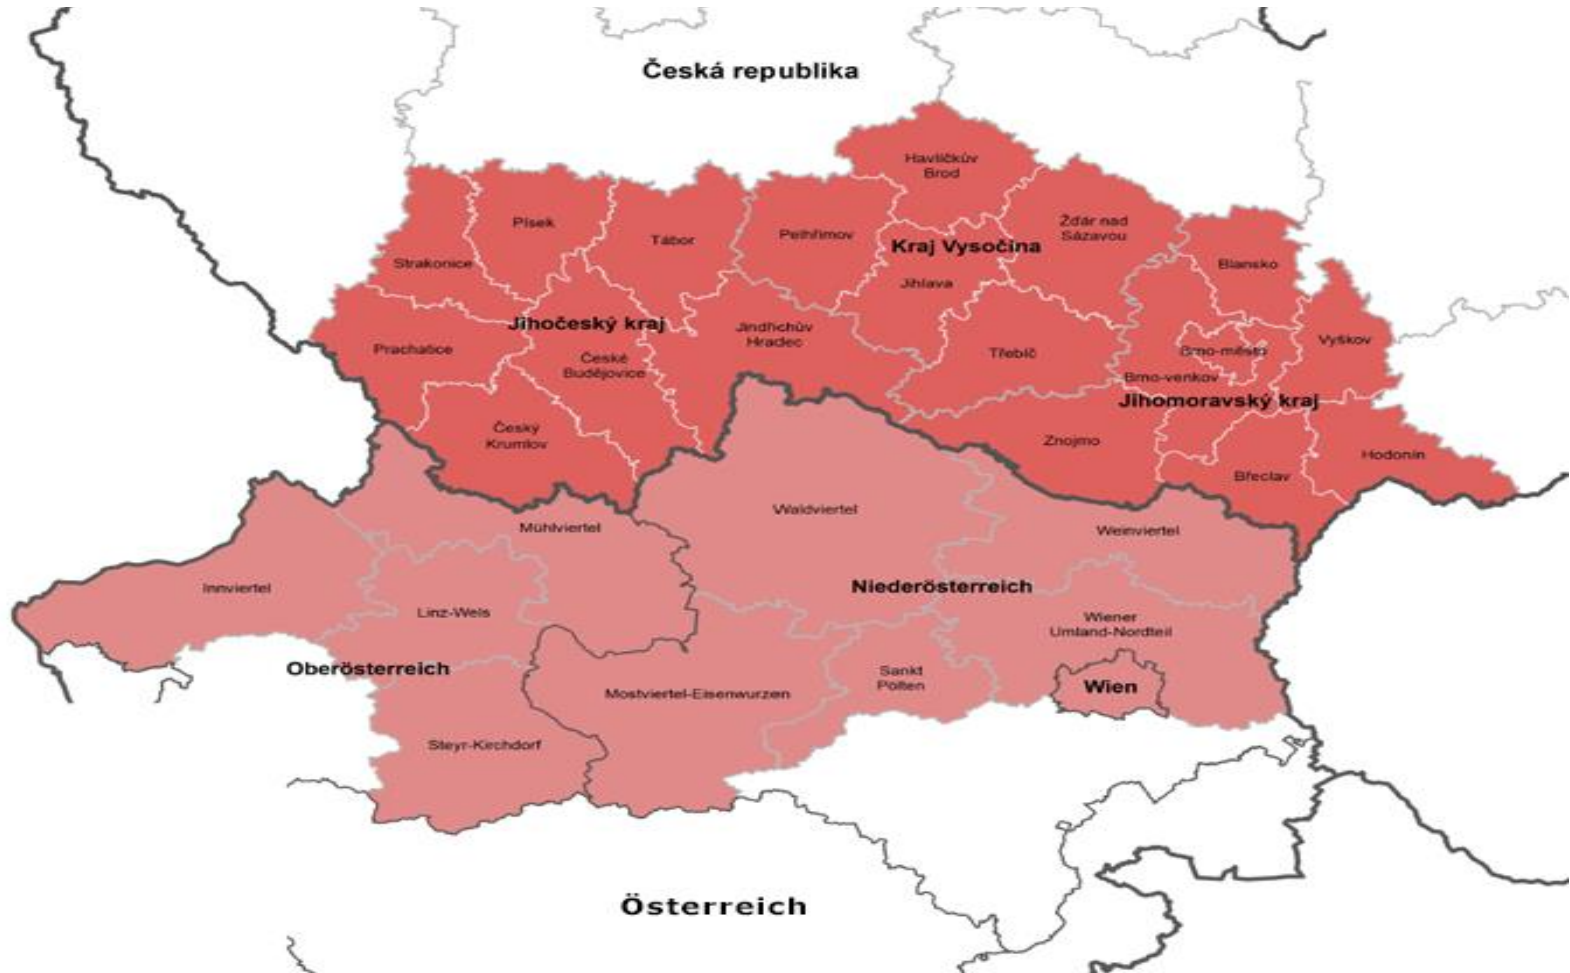 Česká republika
Havlíčkův
Brod
Písek
Tábor
Pelhřimov
Žďár nad
Sázavou
Kraj Vysočina
Strakonice
Blansko
Jihlava
Jihočeský kraj
Jindřichův
Hradec
Prachatice
České
Budějovice
Třebíč
Brno-město
Vyškov
Brno-venkov
Jihomoravský kraj
Český
Krumlov
Znojmo
Hodonín
Břeclav
Waldviertel
Mühlviertel
Weinviertel
Innviertel
Niederösterreich
Linz-Wels
Wiener
Umland-Nordteil
Oberösterreich
Sankt
Pölten
Mostviertel-Eisenwurzen
Wien
Steyr-Kirchdorf
Österreich